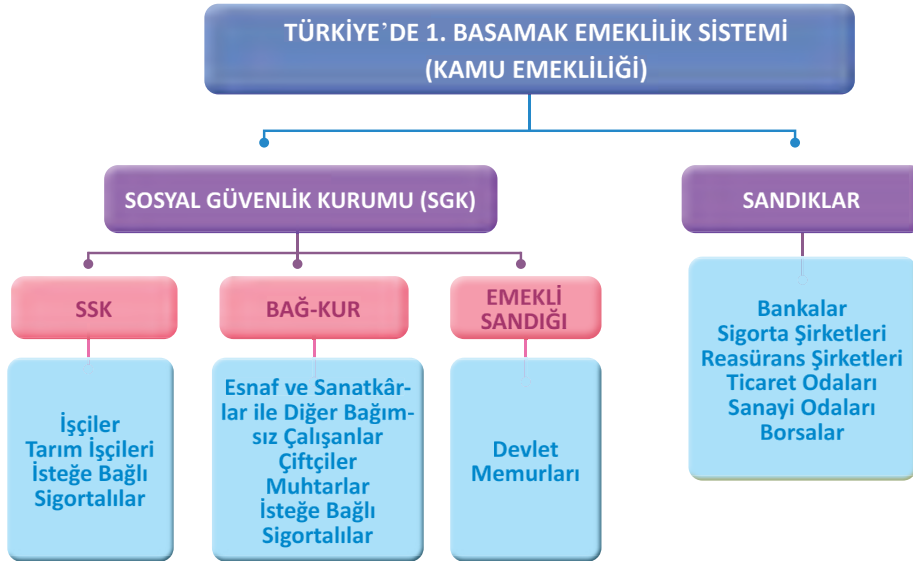 TÜRKİYE'DE 1. BASAMAK EMEKLİLİK SİSTEMİ
(KAMU EMEKLİLİĞİ)
SOSYAL GÜVENLİK KURUMU (SGK)
SANDIKLAR
SSK
BAĞ-KUR
EMEKLİ
SANDIĞI
İşçiler
Tarım İşçileri
İsteğe Bağlı
Sigortalılar
Esnaf ve Sanatkâr-
lar ile Diğer Bağım-
sız Çalışanlar
Çiftçiler
Muhtarlar
İsteğe Bağlı
Sigortalılar
Devlet
Memurları
Bankalar
Sigorta Şirketleri
Reasürans Şirketleri
Ticaret Odaları
Sanayi Odaları
Borsalar